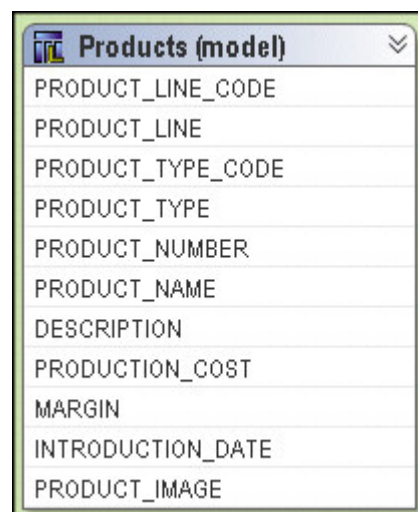 Products (model)
PRODUCT_LINE_CODE
PRODUCT_LINE
PRODUCT_TYPE_CODE
PRODUCT_TYPE
PRODUCT_NUMBER
PRODUCT_NAME
DESCRIPTION
PRODUCTION_COST
MARGIN
INTRODUCTION_DATE
PRODUCT_IMAGE